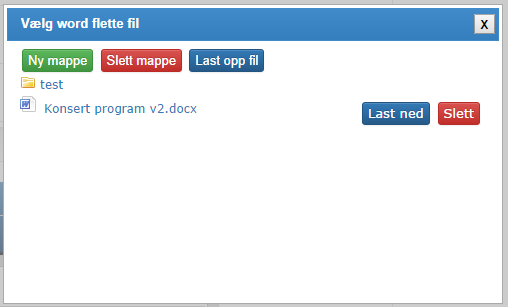 Vælg word flette fil
X
Ny mappe Slett mappe Last opp fil
test
Konsert program v2.docx Last ned Slett